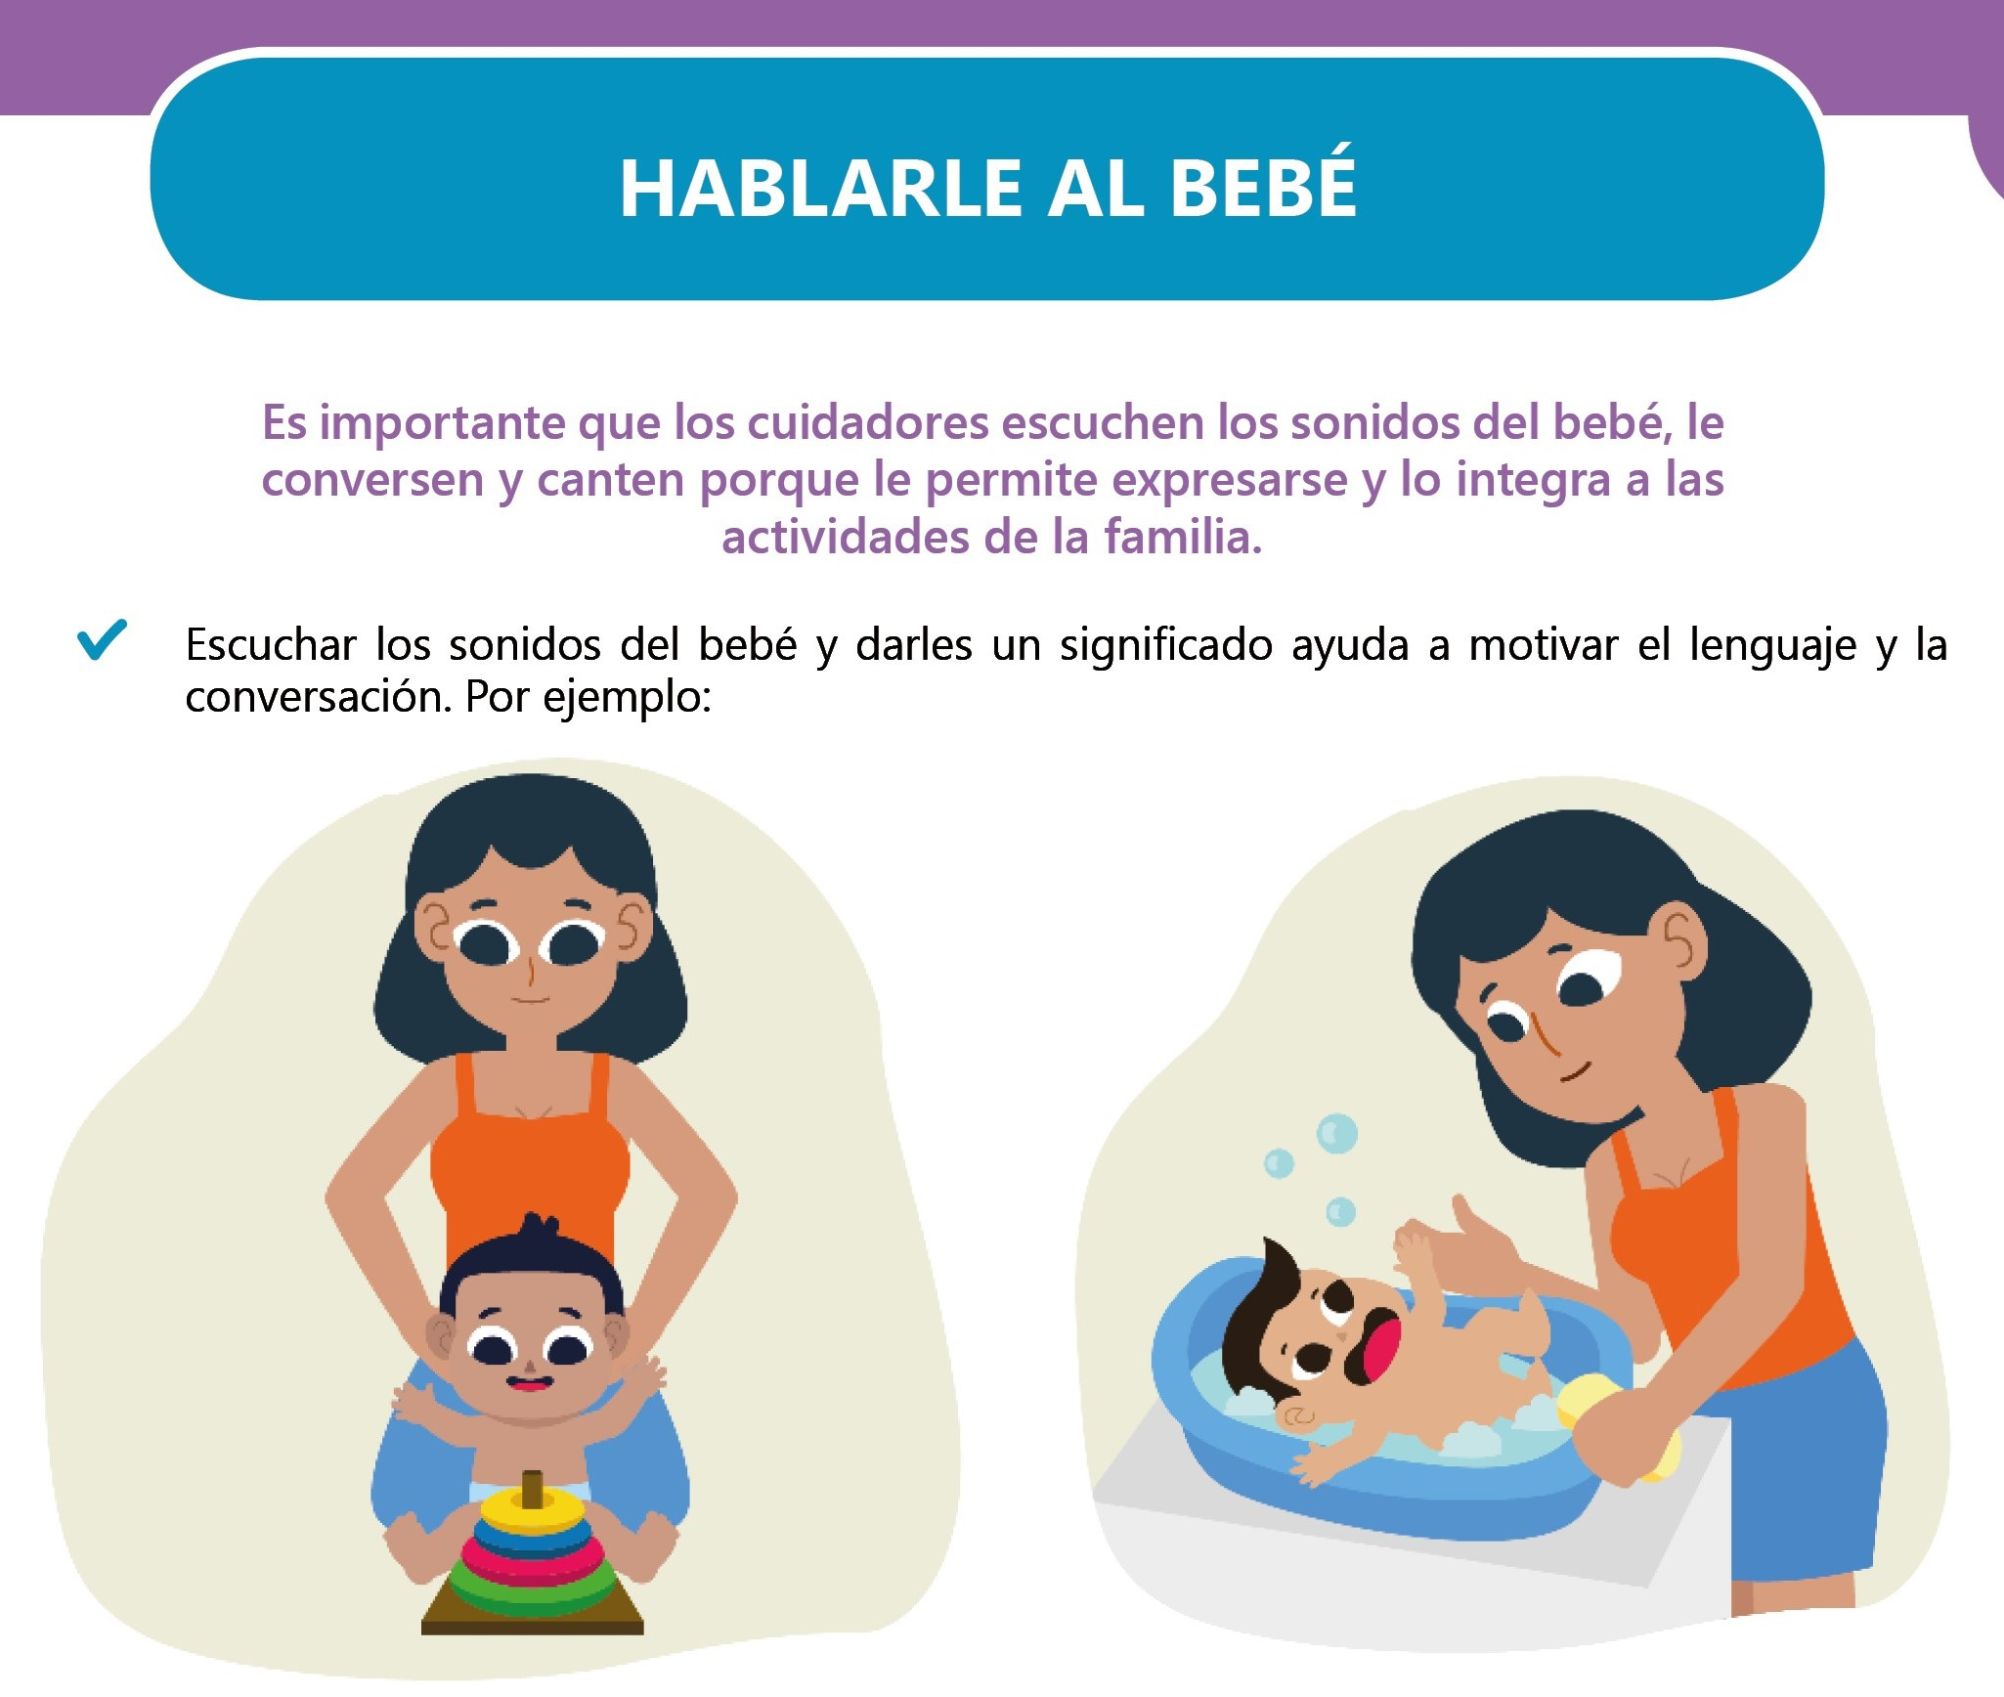 HABLARLE AL BEBÉ
Es importante que los cuidadores escuchen los sonidos del bebé, le
conversen y canten porque le permite expresarse y lo integra a las
actividades de la familia.
Escuchar los sonidos del bebé y darles un significado ayuda a motivar el lenguaje y la
conversación. Por ejemplo: